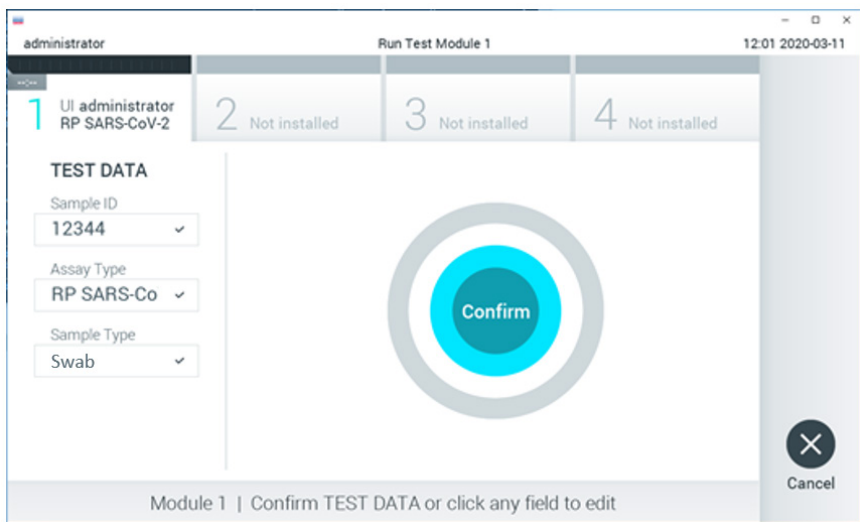 administrator
Run Test Module 1
12:01 2020-03-11
--:--
1 UI administrator
RP SARS-CoV-2
2 Not installed
3 Not installed
4 Not installed
TEST DATA
Sample ID
12344
Assay Type
RP SARS-Co
Sample Type
Swab
Confirm
Cancel
Module 1 | Confirm TEST DATA or click any field to edit